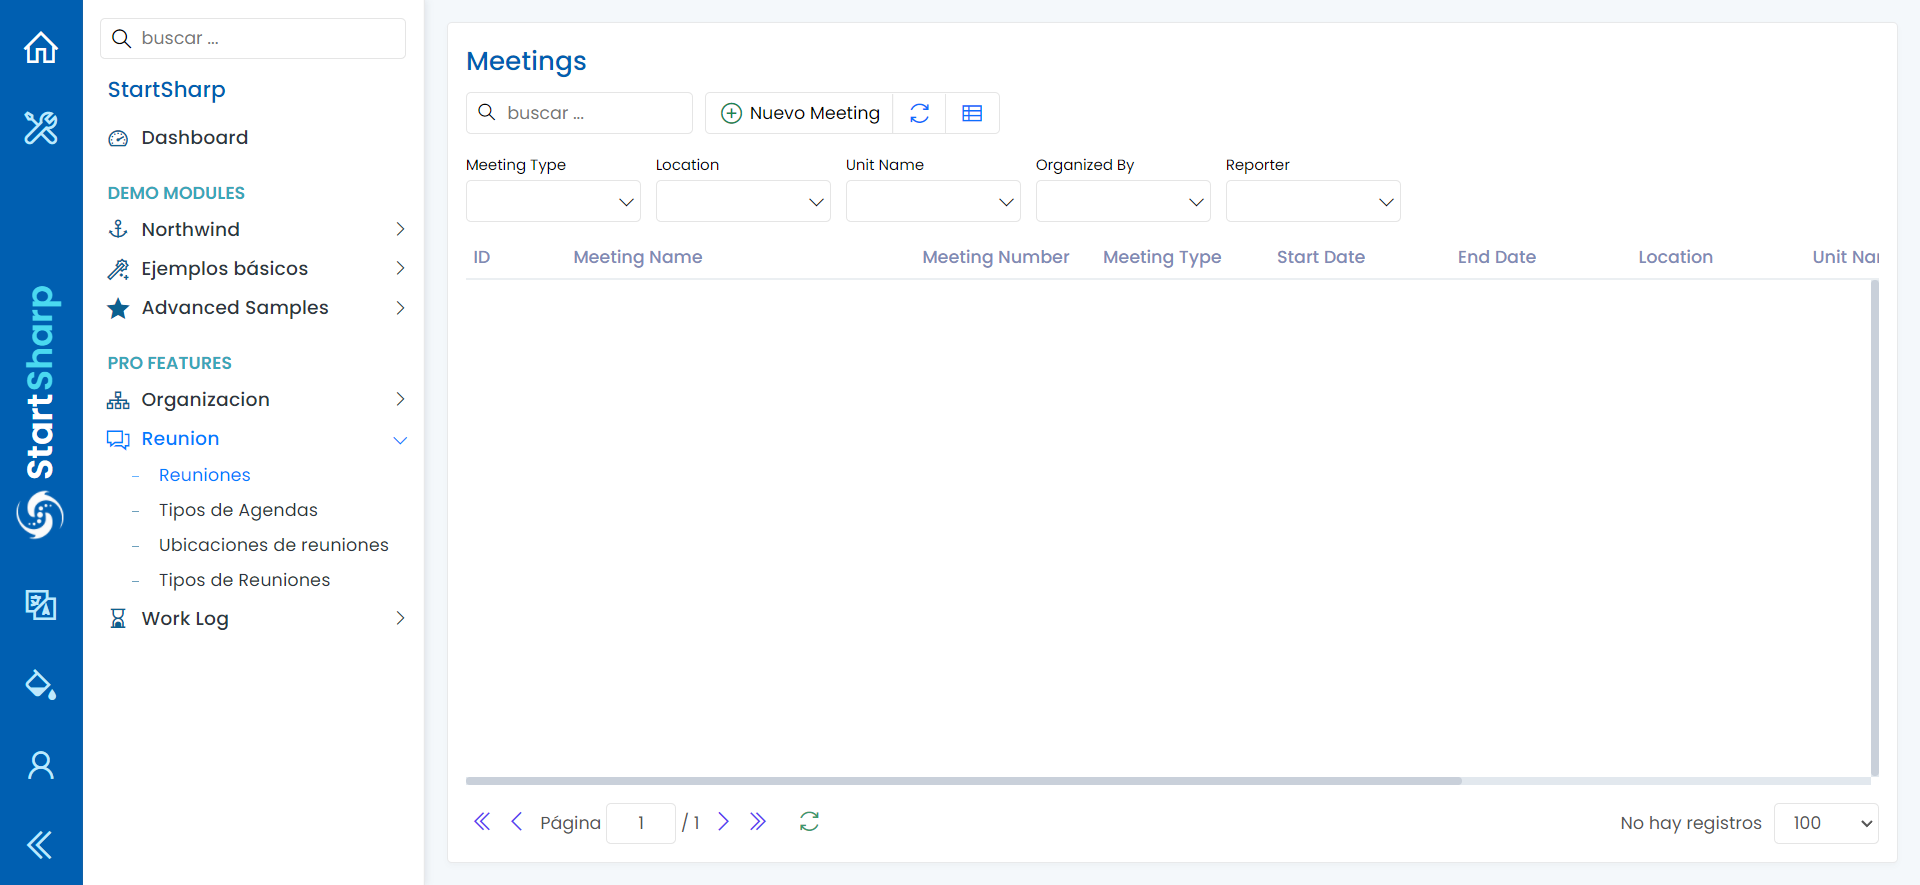 StartSharp
buscar ...
StartSharp
Dashboard
DEMO MODULES
Northwind
Ejemplos básicos
Advanced Samples
PRO FEATURES
Organizacion
Reunion
Reuniones
Tipos de Agendas
Ubicaciones de reuniones
Tipos de Reuniones
Work Log
Meetings
buscar ... Nuevo Meeting
Meeting Type Location Unit Name Organized By Reporter
ID Meeting Name Meeting Number Meeting Type Start Date End Date Location Unit Nar
Página 1 / 1 No hay registros 100